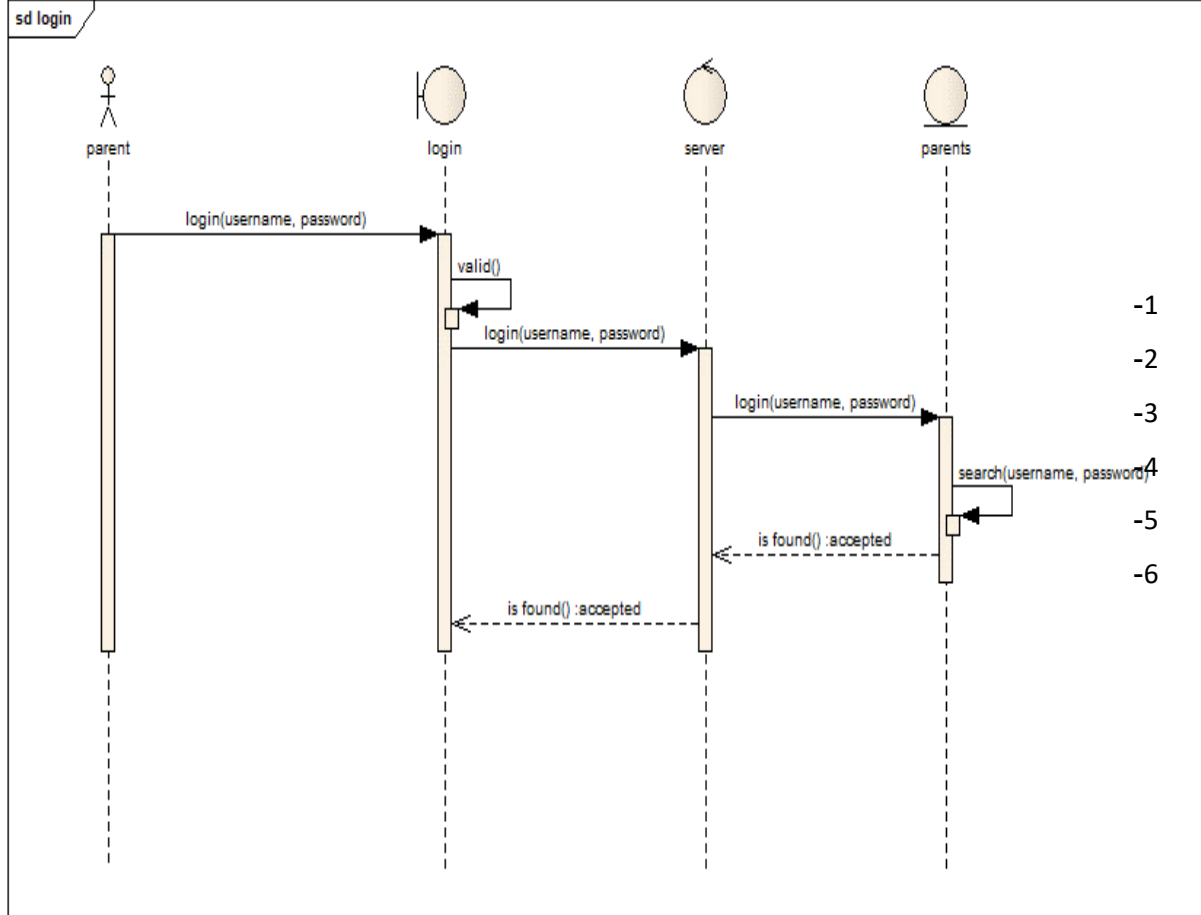 sd login
parent
login
server
parents
login(username, password)
valid()
-1
login(username, password)
-2
login(username, password)
-3
-4
search(username, password)
-5
is found() :accepted
-6
is found() :accepted